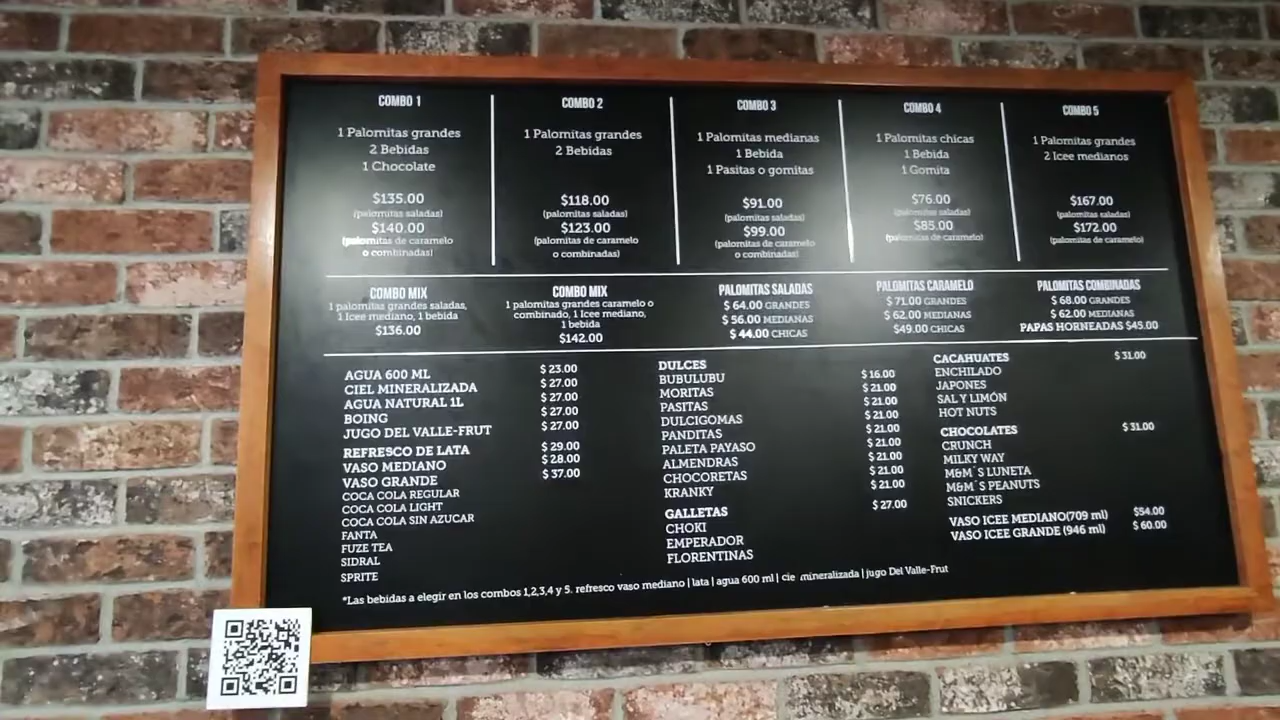 COMBO 1
1 Palomitas grandes
2 Bebidas
1 Chocolate
$135.00
(palomitas saladas)
$140.00
(palomitas de caramelo
o combinadas)
COMBO 2
1 Palomitas grandes
2 Bebidas
$118.00
(palomitas saladas)
$123.00
(palomitas de caramelo
o combinadas)
COMBO 3
1 Palomitas medianas
1 Bebida
1 Pasitas o gomitas
$91.00
(palomitas saladas)
$99.00
(palomitas de caramelo
o combinadas)
COMBO 4
1 Palomitas chicas
1 Bebida
1 Gomita
$76.00
(palomitas saladas)
$85.00
(palomitas de caramelo)
COMBO 5
1 Palomitas grandes
2 Icee medianos
$167.00
(palomitas saladas)
$172.00
(palomitas de caramelo)
COMBO MIX
1 palomitas grandes saladas,
1 Icee mediano, 1 bebida
$136.00
COMBO MIX
1 palomitas grandes caramelo o
combinado, 1 Icee mediano,
1 bebida
$142.00
PALOMITAS SALADAS
$ 64.00 GRANDES
$ 56.00 MEDIANAS
$ 44.00 CHICAS
PALOMITAS CARAMELO
$ 71.00 GRANDES
$ 62.00 MEDIANAS
$49.00 CHICAS
PALOMITAS COMBINADAS
$ 68.00 GRANDES
$ 62.00 MEDIANAS
PAPAS HORNEADAS $45.00
AGUA 600 ML $ 23.00
CIEL MINERALIZADA $ 27.00
AGUA NATURAL 1L $ 27.00
BOING $ 27.00
JUGO DEL VALLE-FRUT $ 27.00
REFRESCO DE LATA $ 29.00
VASO MEDIANO $ 28.00
VASO GRANDE $ 37.00
COCA COLA REGULAR
COCA COLA LIGHT
COCA COLA SIN AZUCAR
FANTA
FUZE TEA
SIDRAL
SPRITE
DULCES
BUBULUBU $ 16.00
MORITAS $ 21.00
PASITAS $ 21.00
DULCIGOMAS $ 21.00
PANDITAS $ 21.00
PALETA PAYASO $ 21.00
ALMENDRAS $ 21.00
CHOCORETAS $ 21.00
KRANKY $ 21.00
GALLETAS $ 27.00
CHOKI
EMPERADOR
FLORENTINAS
CACAHUATES $ 31.00
ENCHILADO
JAPONES
SAL Y LIMÓN
HOT NUTS
CHOCOLATES $ 31.00
CRUNCH
MILKY WAY
M&M´S LUNETA
M&M´S PEANUTS
SNICKERS
VASO ICEE MEDIANO(709 ml) $54.00
VASO ICEE GRANDE (946 ml) $ 60.00
*Las bebidas a elegir en los combos 1,2,3,4 y 5. refresco vaso mediano | lata | agua 600 ml | cie mineralizada | jugo Del Valle-Frut